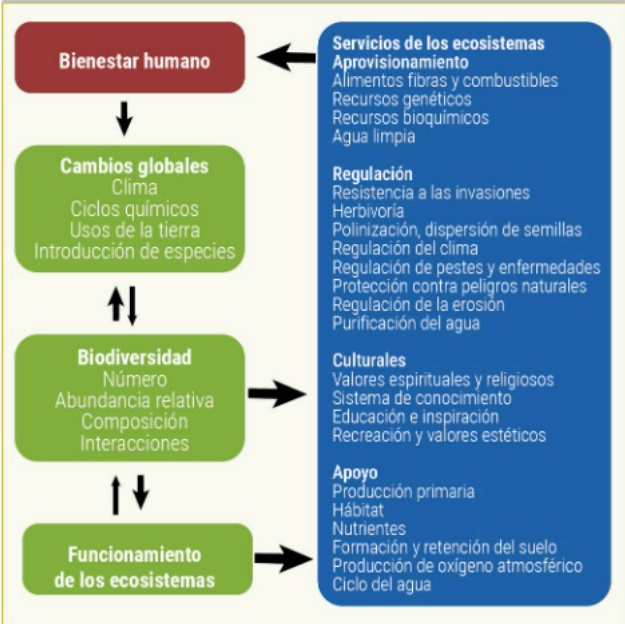 Bienestar humano
Cambios globales
Clima
Ciclos químicos
Usos de la tierra
Introducción de especies
Biodiversidad
Número
Abundancia relativa
Composición
Interacciones
Funcionamiento
de los ecosistemas
Servicios de los ecosistemas
Aprovisionamiento
Alimentos fibras y combustibles
Recursos genéticos
Recursos bioquímicos
Agua limpia
Regulación
Resistencia a las invasiones
Herbivoría
Polinización, dispersión de semillas
Regulación del clima
Regulación de pestes y enfermedades
Protección contra peligros naturales
Regulación de la erosión
Purificación del agua
Culturales
Valores espirituales y religiosos
Sistema de conocimiento
Educación e inspiración
Recreación y valores estéticos
Apoyo
Producción primaria
Hábitat
Nutrientes
Formación y retención del suelo
Producción de oxígeno atmosférico
Ciclo del agua